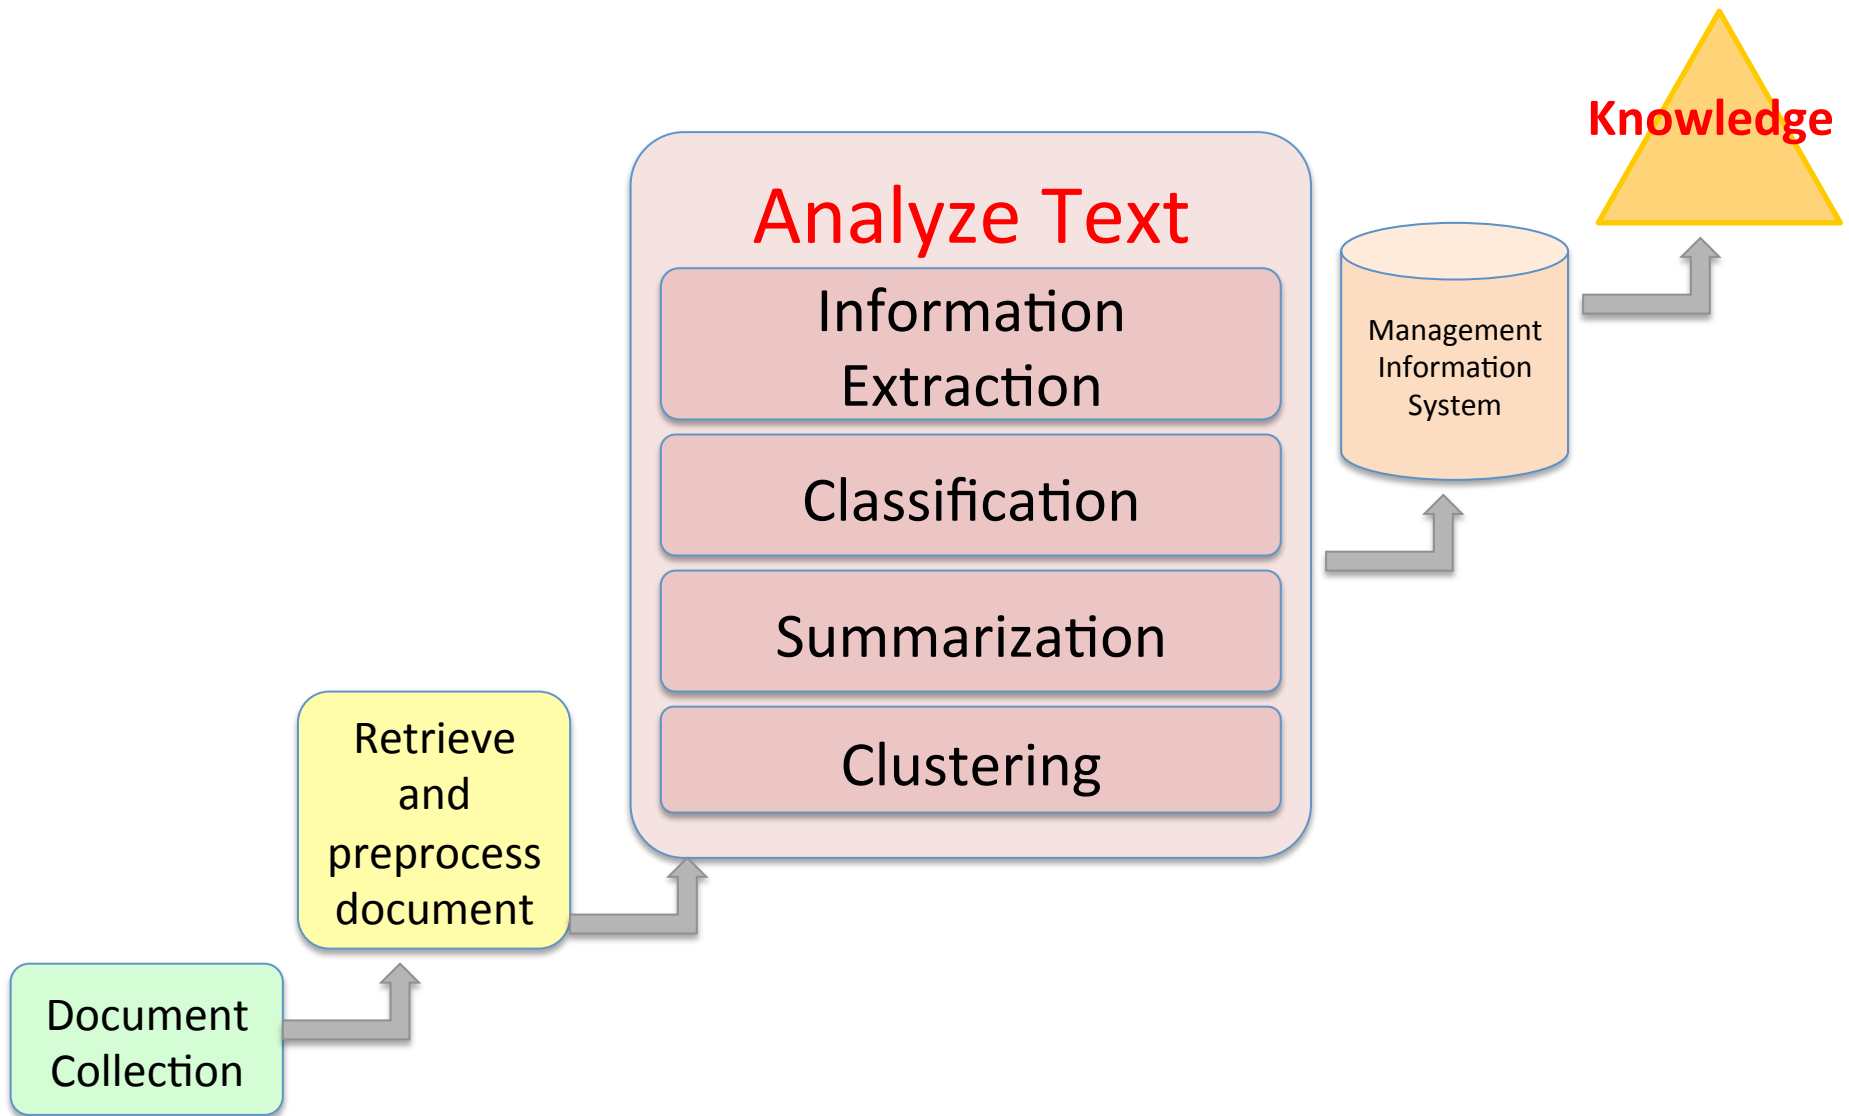 Knowledge
Analyze Text
Information
Extraction
Classification
Summarization
Clustering
Management
Information
System
Retrieve
and
preprocess
document
Document
Collection